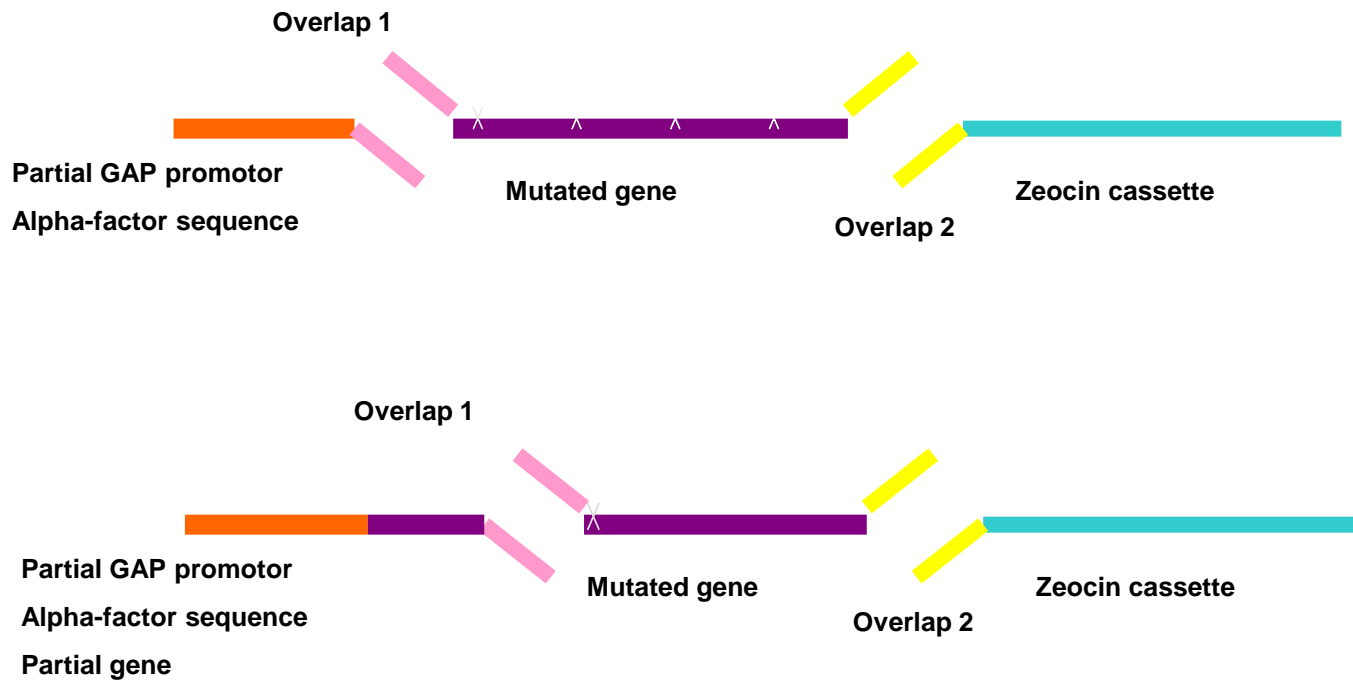 Overlap 1
Partial GAP promotor
Alpha-factor sequence
Mutated gene
Zeocin cassette
Overlap 2
Overlap 1
Partial GAP promotor
Alpha-factor sequence
Partial gene
Mutated gene
Zeocin cassette
Overlap 2